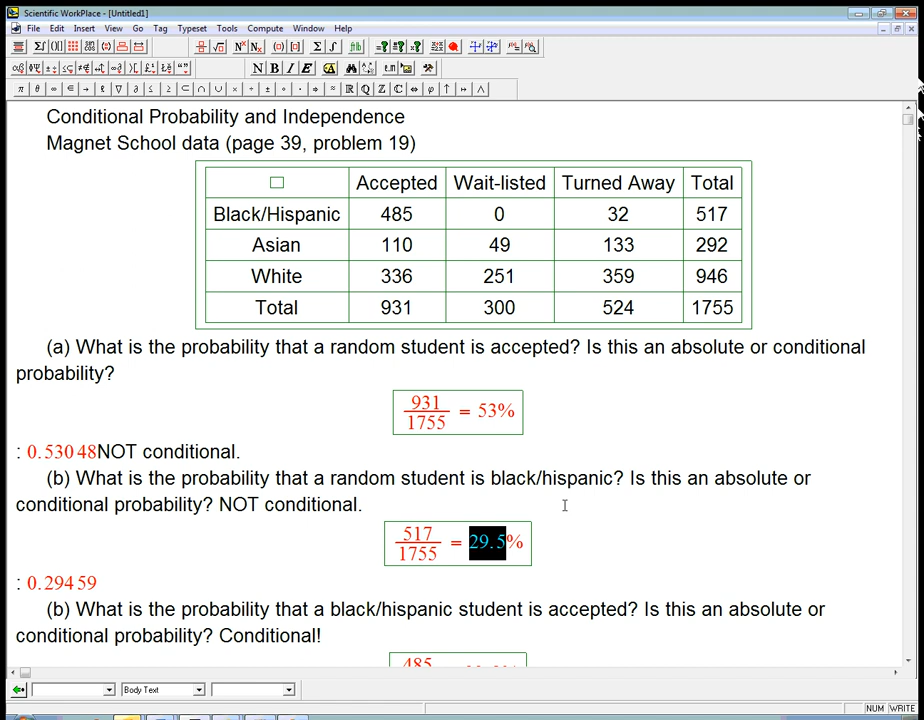 Scientific WorkPlace - [Untitled1]
File Edit Insert View Go Tag Typeset Tools Compute Window Help
Conditional Probability and Independence
Magnet School data (page 39, problem 19)
Accepted Wait-listed Turned Away Total
Black/Hispanic 485 0 32 517
Asian 110 49 133 292
White 336 251 359 946
Total 931 300 524 1755
(a) What is the probability that a random student is accepted? Is this an absolute or conditional
probability?
931
1755 = 53%
: 0.53048NOT conditional.
(b) What is the probability that a random student is black/hispanic? Is this an absolute or
conditional probability? NOT conditional.
517
1755 = 29.5%
: 0.29459
(b) What is the probability that a black/hispanic student is accepted? Is this an absolute or
conditional probability? Conditional!
485
Body Text
NUM WRITE